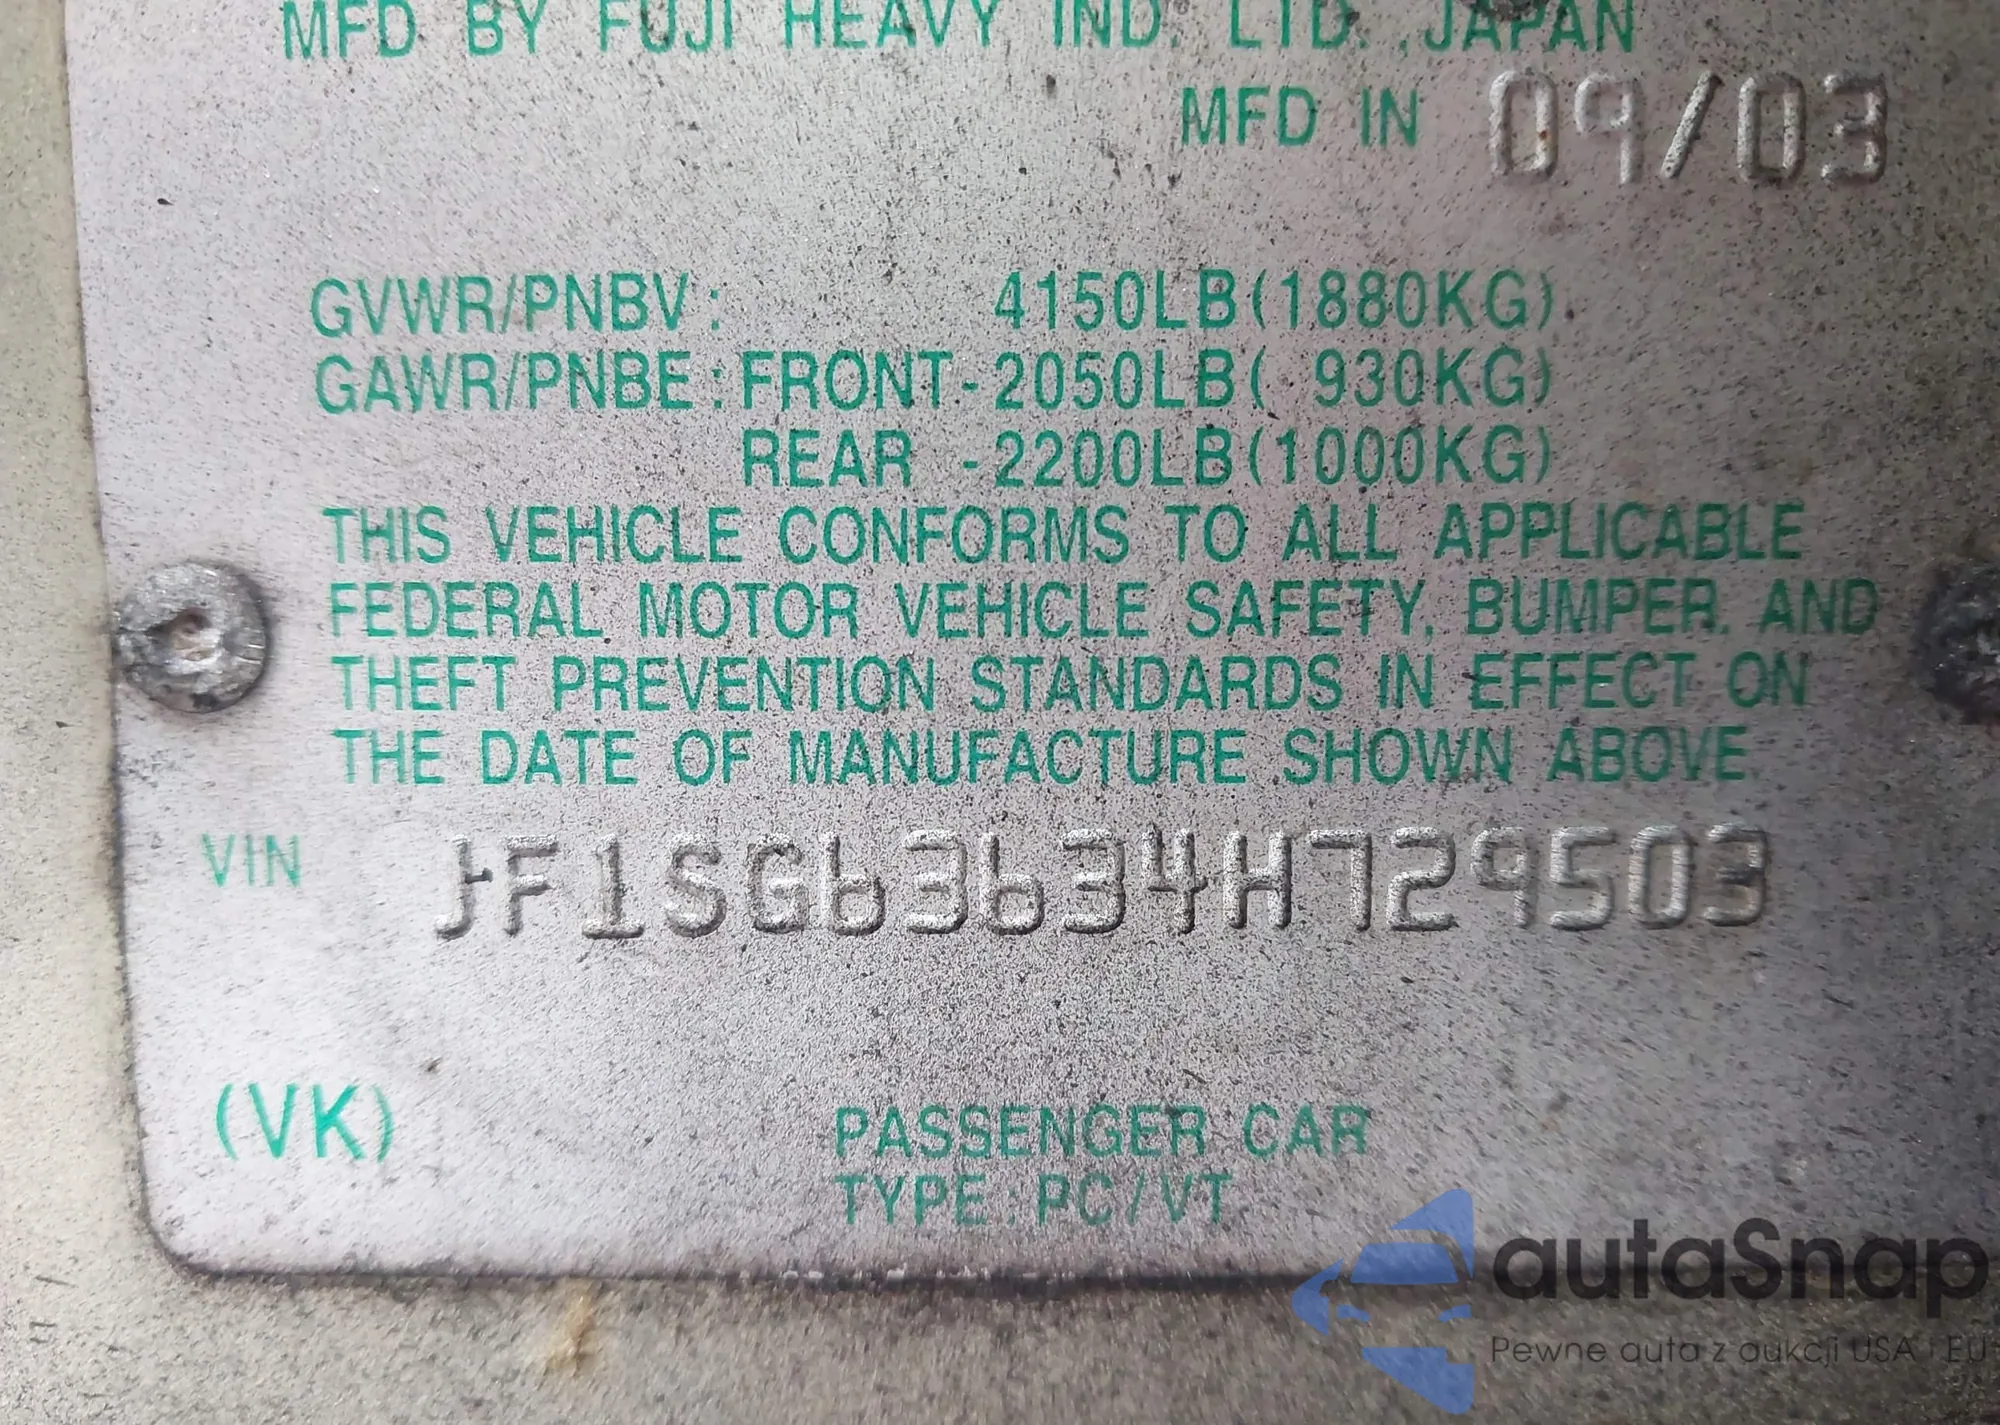 MFD. BY FUJI HEAVY IND. LTD., JAPAN
MFD IN 09/03
GVWR/PNBV: 4150LB(1880KG)
GAWR/PNBE: FRONT-2050LB( 930KG)
REAR -2200LB(1000KG)
THIS VEHICLE CONFORMS TO ALL APPLICABLE
FEDERAL MOTOR VEHICLE SAFETY, BUMPER, AND
THEFT PREVENTION STANDARDS IN EFFECT ON
THE DATE OF MANUFACTURE SHOWN ABOVE.
VIN JF1SG63634H729503
(VK) PASSENGER CAR
TYPE: PC/VT
autaSnap
Pewne auta z aukcji USA i EU